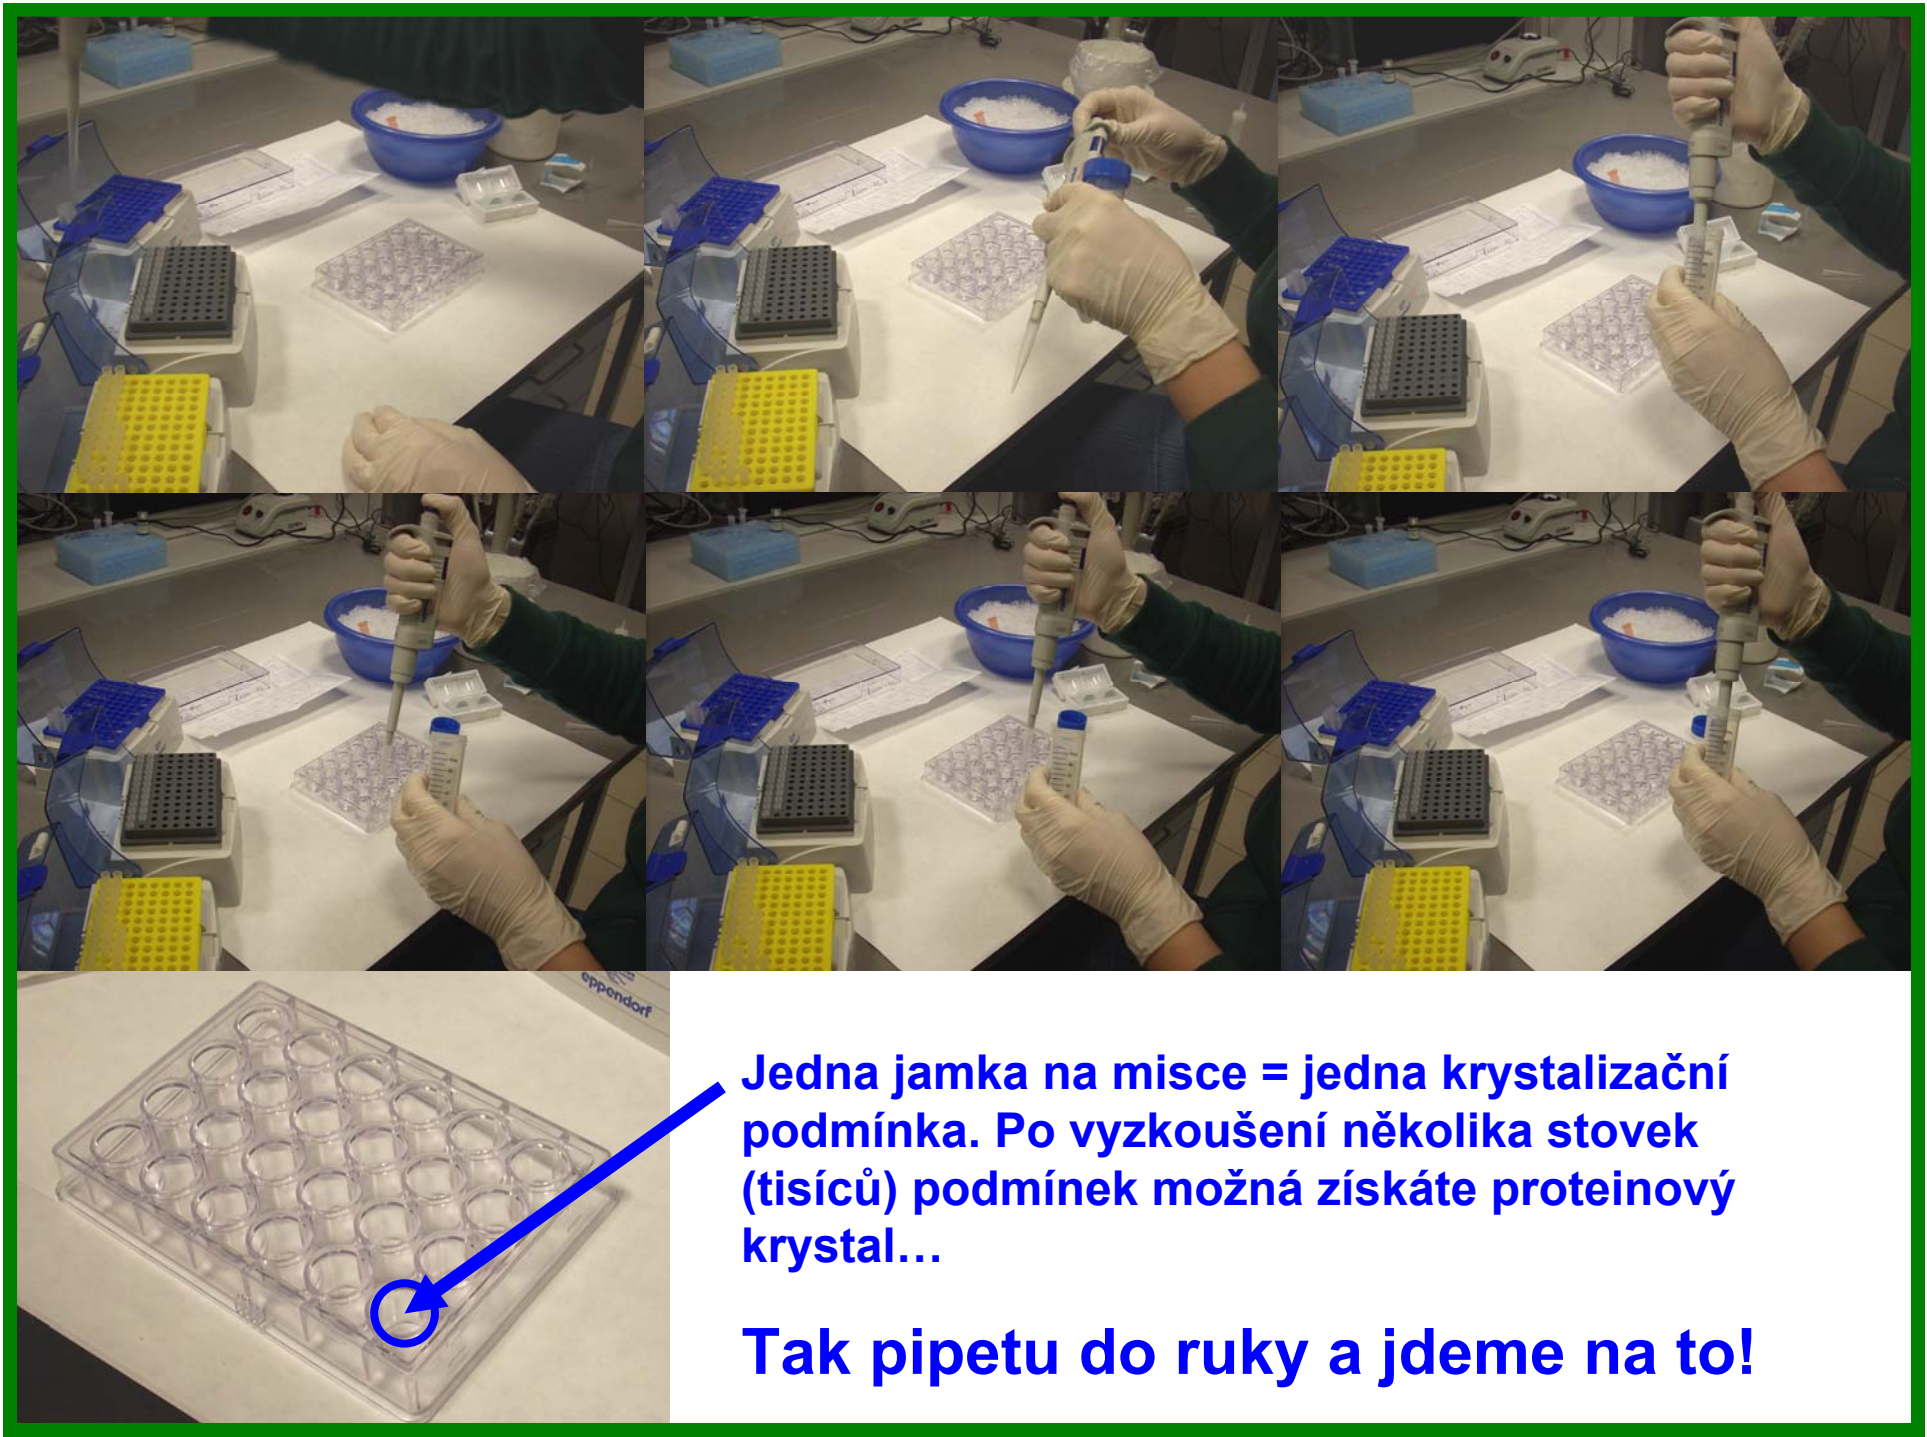 eppendorf
Jedna jamka na misce = jedna krystalizační
podmínka. Po vyzkoušení několika stovek
(tisíců) podmínek možná získáte proteinový
krystal…
Tak pipetu do ruky a jdeme na to!